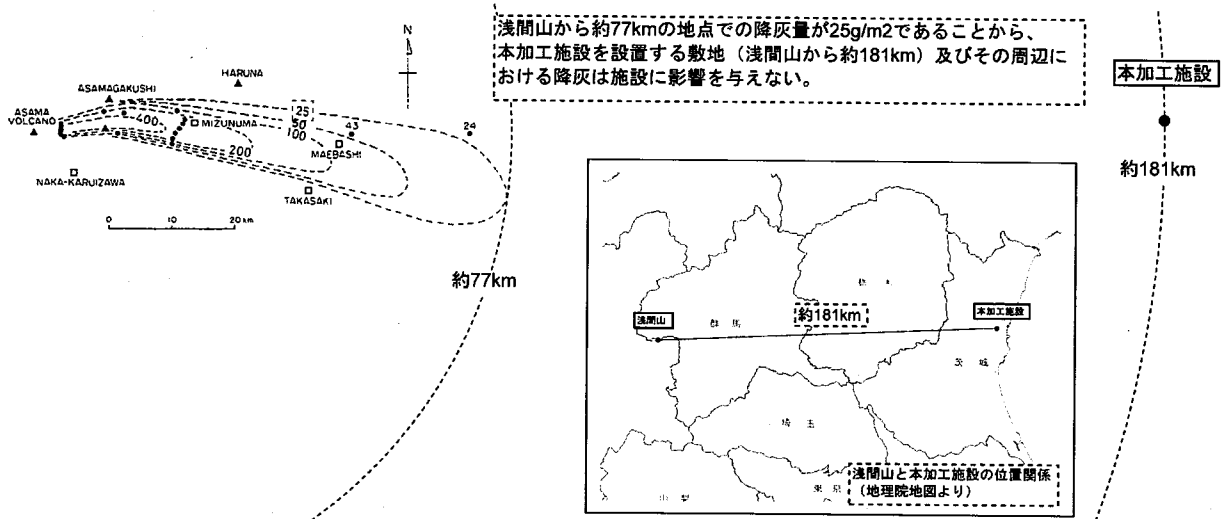 浅間山から約77kmの地点での降灰量が25g/m2であることから、
本加工施設を設置する敷地（浅間山から約181km）及びその周辺に
おける降灰は施設に影響を与えない。
N
HARUNA
ASAMAGAKUSHI
ASAMA
VOLCANO
400
MIZUNUMA
25
50
100
43
24
200
MAEBASHI
NAKA-KARUIZAWA
TAKASAKI
0 10 20 km
約77km
本加工施設
約181km
栃木
浅間山
群馬
約181km
本加工施設
茨城
埼玉
東京
山梨
浅間山と本加工施設の位置関係
（地理院地図より）